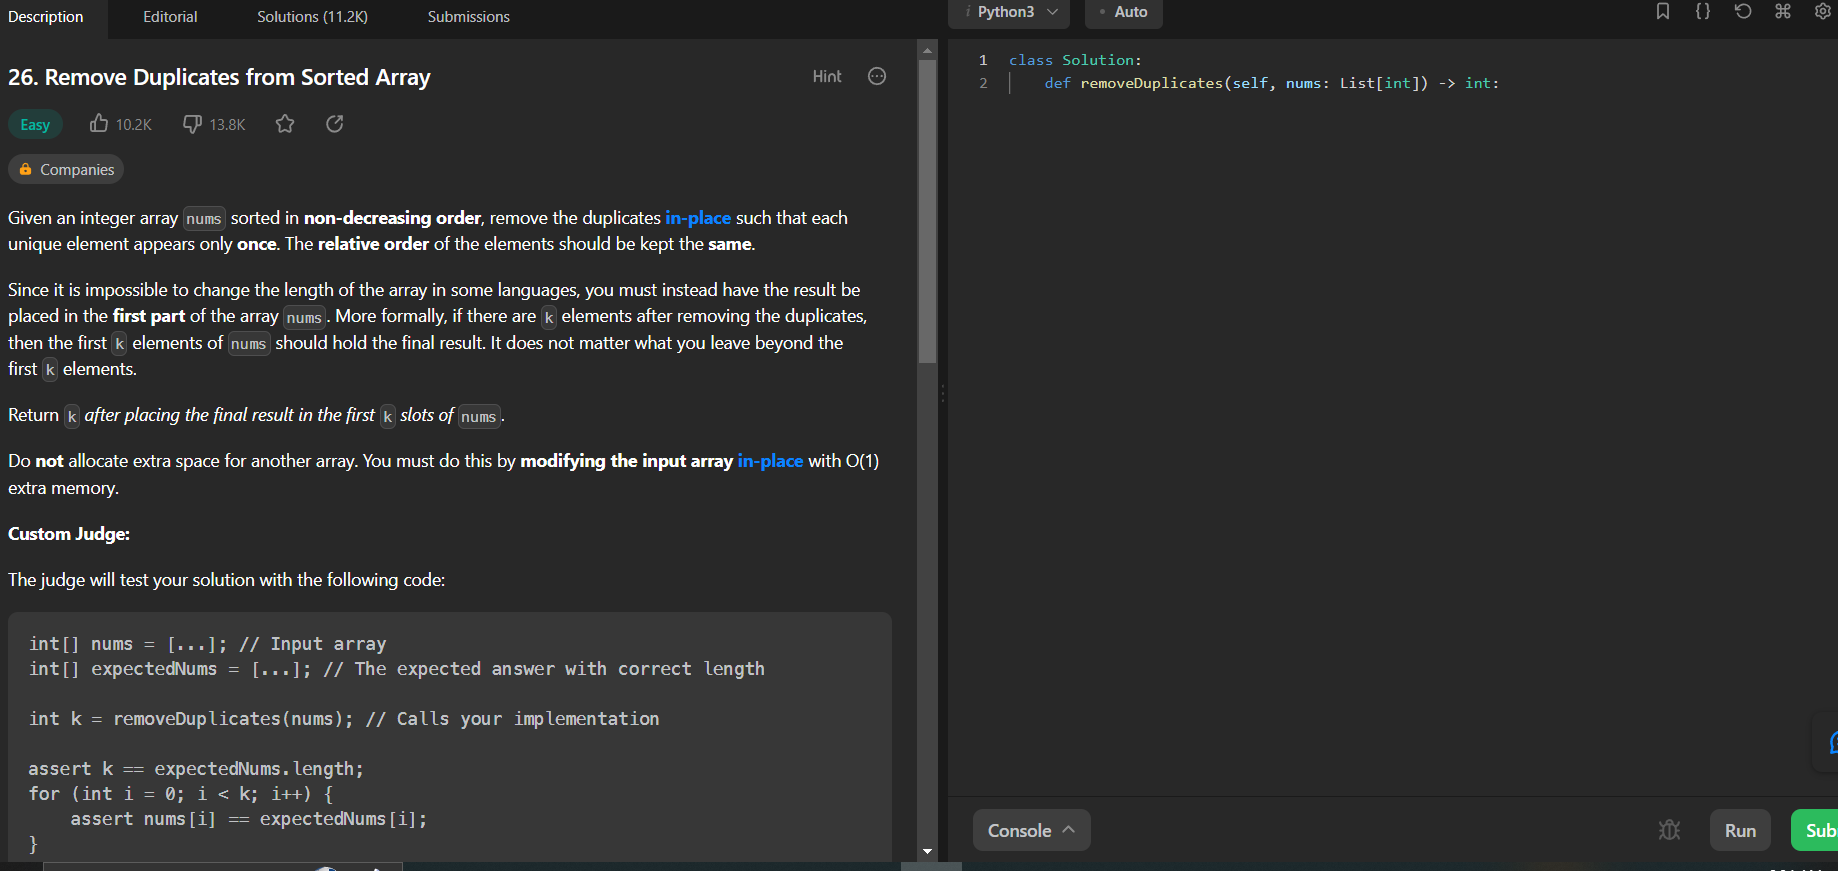 Description Editorial Solutions (11.2K) Submissions
26. Remove Duplicates from Sorted Array
Hint
Easy 10.2K 13.8K
Companies
Given an integer array nums sorted in non-decreasing order, remove the duplicates in-place such that each
unique element appears only once. The relative order of the elements should be kept the same.
Since it is impossible to change the length of the array in some languages, you must instead have the result be
placed in the first part of the array nums. More formally, if there are k elements after removing the duplicates,
then the first k elements of nums should hold the final result. It does not matter what you leave beyond the
first k elements.
Return k after placing the final result in the first k slots of nums.
Do not allocate extra space for another array. You must do this by modifying the input array in-place with O(1)
extra memory.
Custom Judge:
The judge will test your solution with the following code:
int[] nums = [...]; // Input array
int[] expectedNums = [...]; // The expected answer with correct length
int k = removeDuplicates(nums); // Calls your implementation
assert k == expectedNums.length;
for (int i = 0; i < k; i++) {
assert nums[i] == expectedNums[i];
}
i Python3 • Auto
{}
1 class Solution:
2 def removeDuplicates(self, nums: List[int]) -> int:
Console
Run
Sub